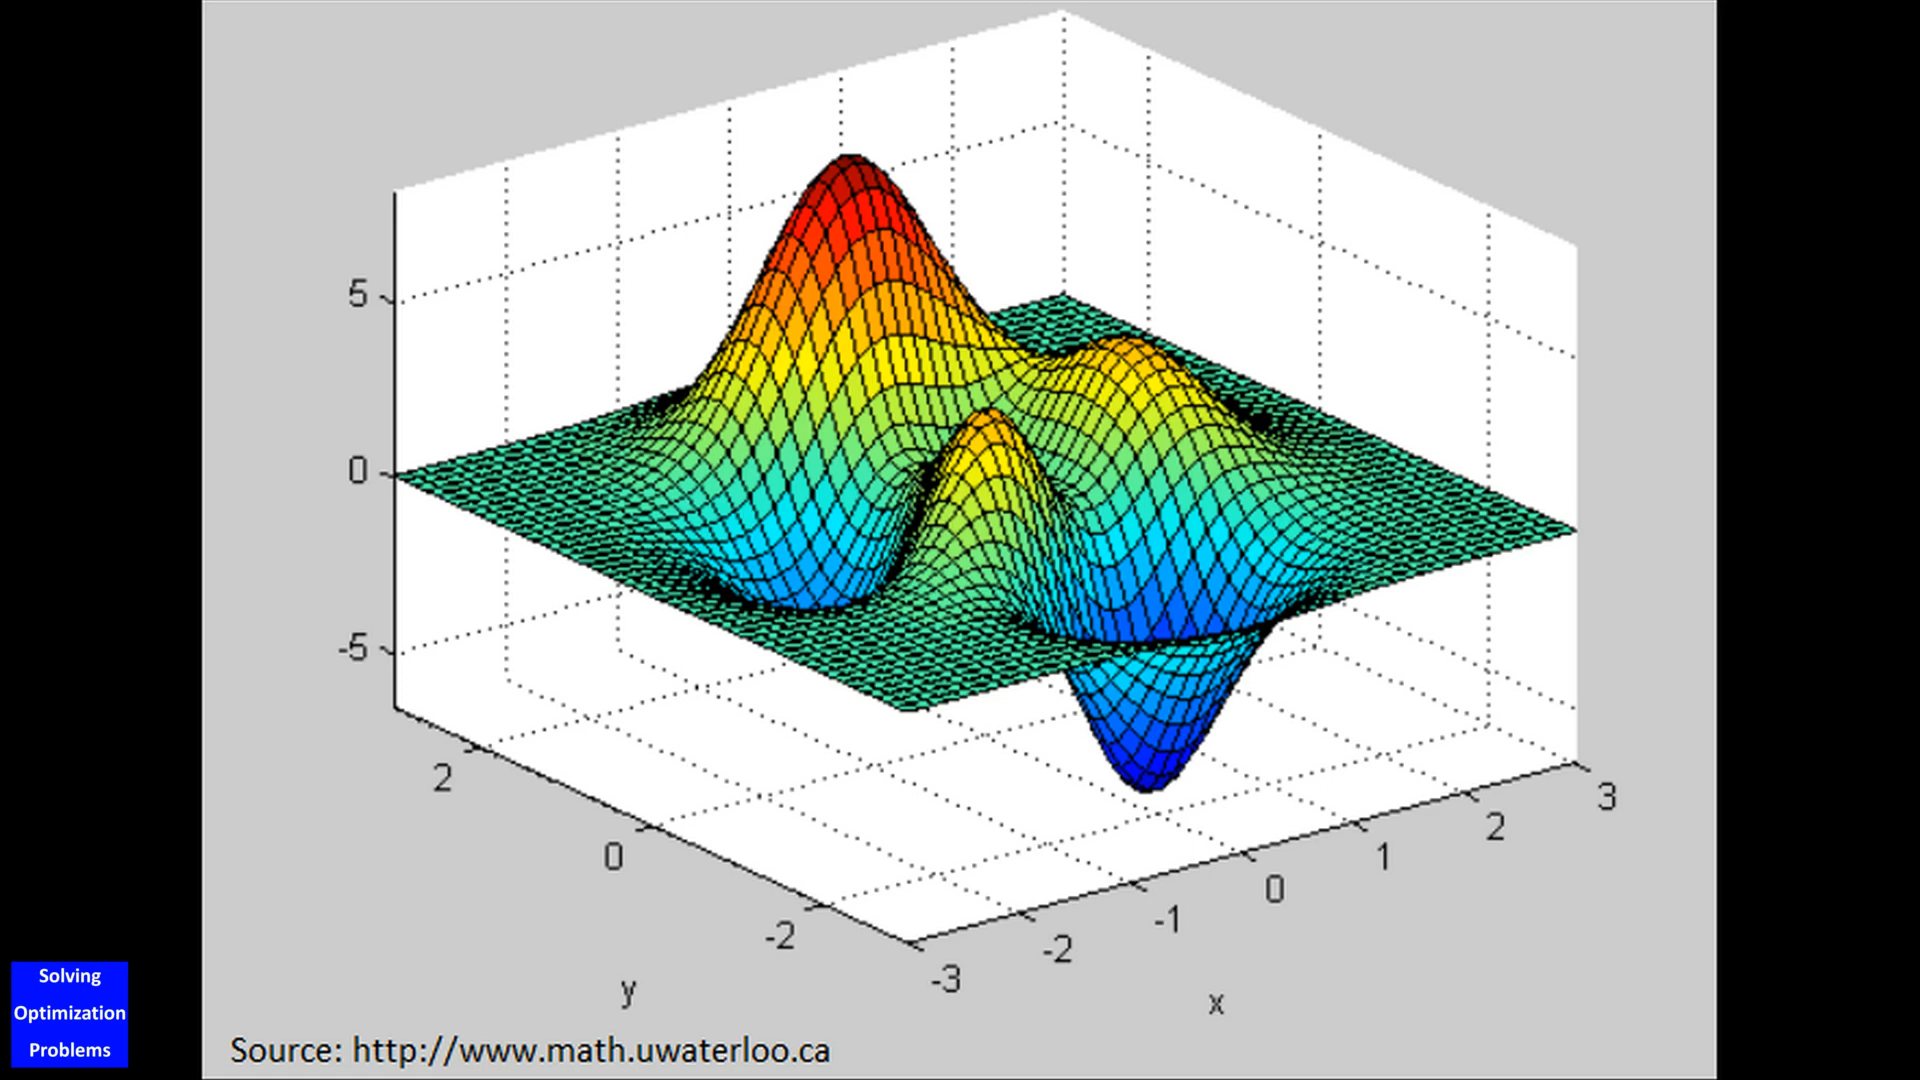 5
0
-5
2
0
-2
-3
-2
-1
0
1
2
3
y
x
Solving
Optimization
Problems
Source: http://www.math.uwaterloo.ca